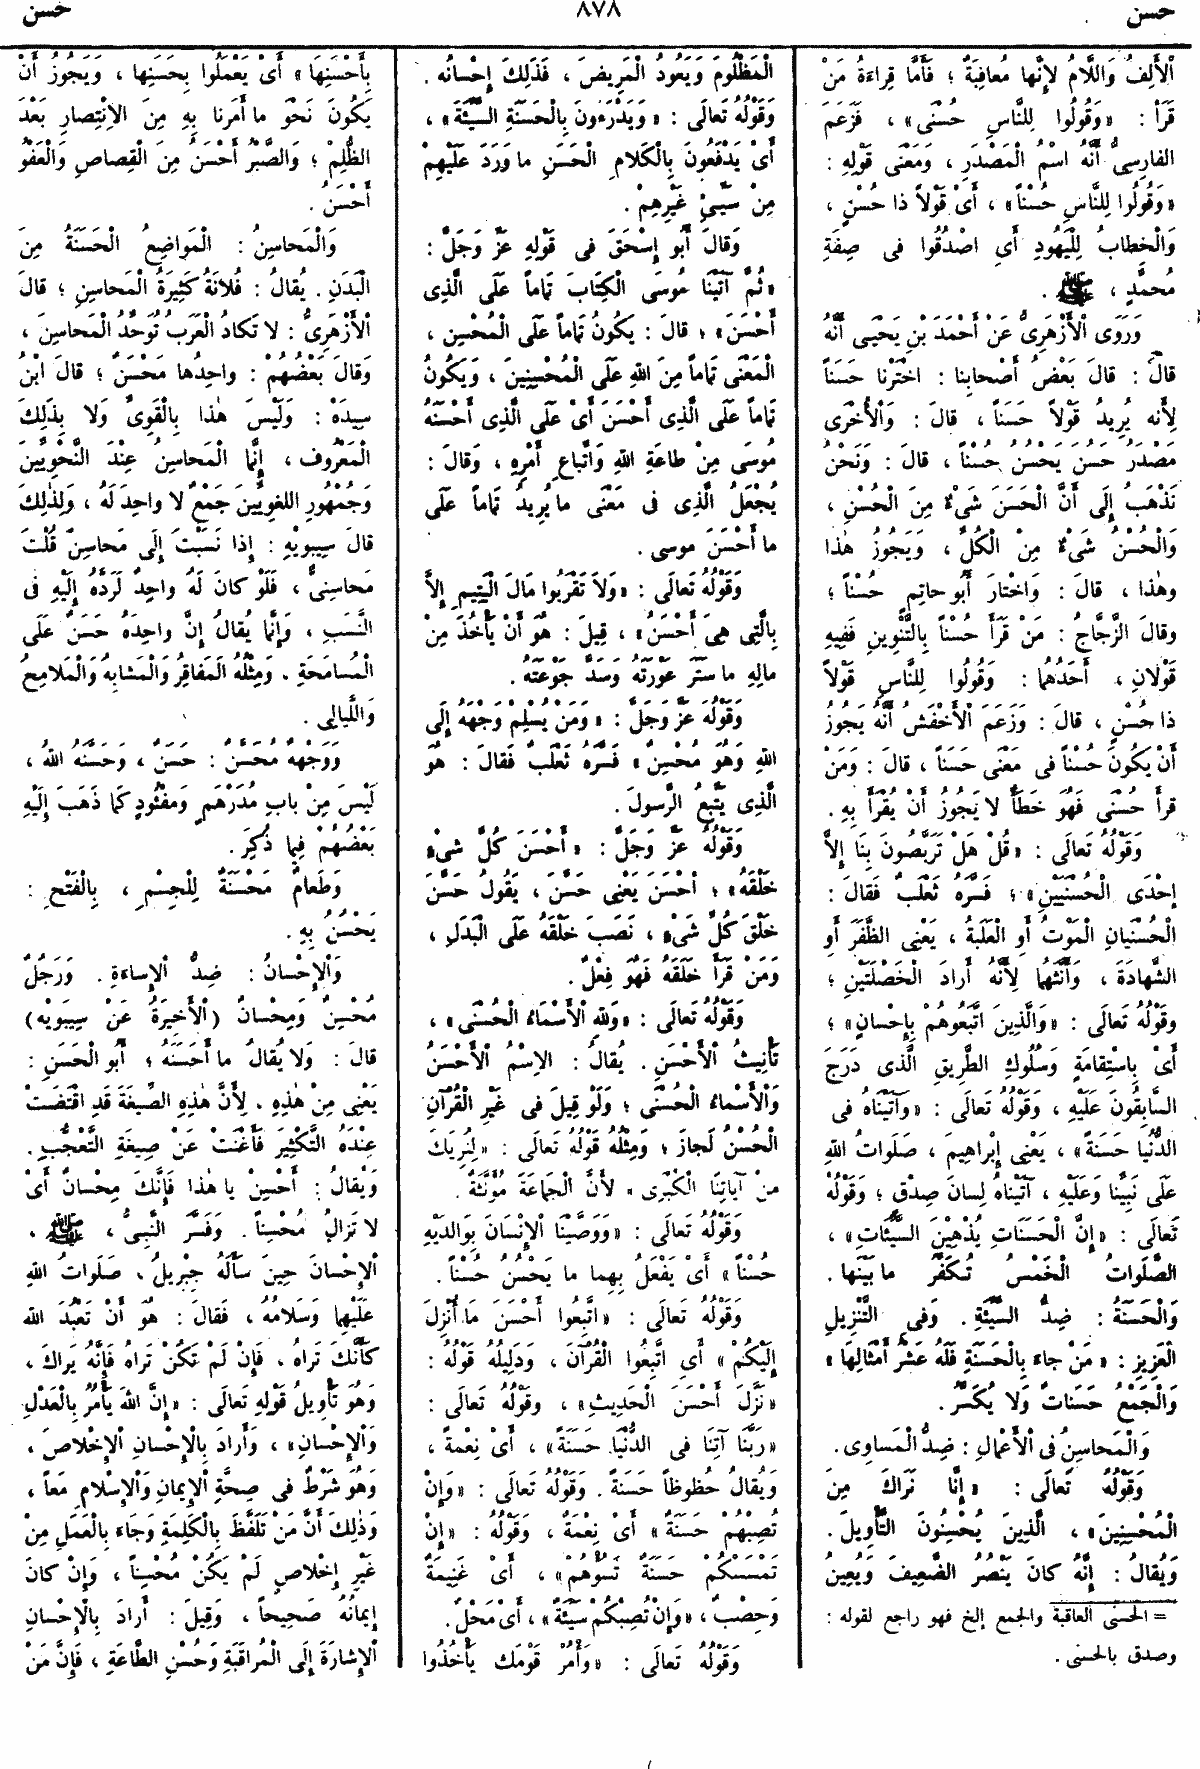 حسن
٨٧٨
حسن
الْأَلِفُ وَاللَّامُ لِأَنَّها مُعاقِبَةٌ ؛ فَأَمَّا قِراءَةُ مَنْ
قَرَأَ : « وَقُولُوا لِلنَّاسِ حُسْنَى» ، فَزَعَمَ
الفارِسِىُّ أَنَّهُ اسْمُ الْمَصْدَرِ ، وَمَعْنَى قَوْلِهِ :
« وَقُولُوا لِلنَّاسِ حُسْناً» ، أَىْ قَوْلاً ذا حُسْنٍ ،
وَالْخِطابُ لِلْيَهُودِ أَىِ اصْدُقُوا فى صِفَةِ
مُحمَّدٍ ، ﷺ .
وَرَوَى الْأَزْهَرِىُّ عَنْ أَحْمَدَ بْنِ يَحْيَى أَنَّهُ
قالَ : قالَ بَعْضُ أَصْحابِنا : اخْتَرْنا حَسَناً
لِأَنه يُرِيدُ قَوْلاً حَسَناً ، قالَ : وَالْأُخْرَى
مَصْدَرُ حَسُنَ يَحْسُنُ حُسْناً ، قالَ : وَنَحْنُ
نَذْهَبُ إِلَى أَنَّ الْحَسَنَ شَىْءٌ مِنَ الْحُسْنِ ،
وَالْحُسْنُ شَىْءٌ مِنَ الْكُلِّ ، وَيَجُوزُ هٰذا
وهٰذا ، قالَ : وَاخْتارَ أَبُو حاتِمٍ حُسْناً ؛
وقالَ الزَّجَّاجُ : مَنْ قَرَأَ حُسْناً بِالتَّنْوِينِ فَفِيهِ
قَوْلانِ ، أَحَدُهُما : وَقُولُوا لِلنَّاسِ قَوْلاً
ذا حُسْنٍ ، قالَ : وَزَعَمَ الْأَخْفَشُ أَنَّهُ يَجُوزُ
أَنْ يَكُونَ حُسْناً فى مَعْنَى حَسَناً ، قالَ : وَمَنْ
قرأ حُسْنَى فَهُوَ خَطَأٌ لا يَجُوزُ أَنْ يُقْرَأَ بِهِ .
وَقَوْلُهُ تَعالَى : « قُلْ هَلْ تَرَبَّصُونَ بِنَا إِلاَّ
إِحْدَى الْحُسْنَيَيْنِ» ؛ فَسَّرَهُ ثَعْلَبٌ فَقالَ :
الْحُسْنَيانِ الْمَوْتُ أَوِ الْغَلَبَةُ ، يَعْنِى الظَّفَرَ أَوِ
الشَّهادَةَ ، وَأَنَّثَهُما لِأَنَّهُ أَرادَ الْخَصْلَتَيْنِ ؛
وَقَوْلُهُ تَعالَى : « وَالَّذِينَ اتَّبَعُوهُمْ بِإِحْسانٍ» ؛
أَىْ بِاسْتِقامَةٍ وَسُلُوكِ الطَّرِيقِ الَّذى دَرَجَ
السَّابِقُونَ عَلَيْهِ ، وَقَوْلُهُ تَعالَى : « وَآتَيْناهُ فى
الدُّنْيا حَسَنَةً» ، يَعْنِى إِبْراهِيمَ ، صَلَواتُ اللهِ
عَلَى نَبِيِّنا وَعَلَيْهِ ، آتَيْناهُ لِسانَ صِدْقٍ ؛ وَقَوْلُهُ
تَعالَى : « إِنَّ الْحَسَنَاتِ يُذْهِبْنَ السَّيِّئَاتِ» ،
الصَّلَواتُ الْخَمْسُ تُكَفِّرُ ما بَيْنَها .
وَالْحَسَنَةُ : ضِدُّ السَّيِّئَةِ . وَفى التَّنْزِيلِ
الْعَزِيزِ : « مَنْ جاءَ بِالْحَسَنَةِ فَلَهُ عَشْرُ أَمْثالِها »
وَالْجَمْعُ حَسَناتٌ وَلا يُكَسَّرُ .
وَالْمَحاسِنُ فى الْأَعْمالِ : ضِدُّ الْمَساوِى .
وَقَوْلُهُ تَعالَى : « إِنَّا نَراكَ مِنَ
الْمُحْسِنِينَ» ، الَّذِينَ يُحْسِنُونَ التَّأْوِيلَ .
وَيُقالُ : إِنَّهُ كانَ يَنْصُرُ الضَّعِيفَ وَيُعِينُ
= الحسنى العاقبة والجمع إلخ فهو راجع لقوله :
وصدق بالحسنى .
الْمَظْلُومَ وَيَعُودُ الْمَرِيضَ ، فَذٰلِكَ إِحْسانُه .
وَقَوْلُهُ تَعالَى : « وَيَدْرَءُونَ بِالْحَسَنَةِ السَّيِّئَةَ» ،
أَىْ يَدْفَعُونَ بِالْكَلامِ الْحَسَنِ ما وَرَدَ عَلَيْهِمْ
مِنْ سَيِّئِ غَيْرِهِمْ .
وَقالَ أَبُو إِسْحَقَ فى قَوْلِهِ عَزَّ وَجَلَّ :
« ثُمَّ آتَيْنَا مُوسَى الْكِتَابَ تَماماً عَلَى الَّذِى
أَحْسَنَ» ؛ قالَ : يَكُونُ تَماماً عَلَى الْمُحْسِنِ ،
الْمَعْنَى تَماماً مِنَ اللهِ عَلَى الْمُحْسِنِينَ ، وَيَكُونُ
تَماماً عَلَى الَّذِى أَحْسَنَ أَىْ عَلَى الَّذِى أَحْسَنَهُ
مُوسَى مِنْ طاعَةِ اللهِ وَاتِّباعِ أَمْرِهِ ، وَقالَ :
يُجْعَلُ الَّذِى فى مَعْنَى ما يُرِيدُ تَماماً عَلَى
ما أَحْسَنَ موسى .
وَقَوْلُهُ تَعالَى : « وَلاَ تَقْرَبُوا مَالَ الْيَتِيمِ إِلاَّ
بِالَّتِى هِىَ أَحْسَنُ» ، قِيلَ : هُوَ أَنْ يَأْخُذَ مِنْ
مالِهِ ما سَتَرَ عَوْرَتَهُ وَسَدَّ جَوْعَتَهُ .
وَقَوْلُهُ عَزَّ وَجَلَّ : « وَمَنْ يُسْلِمْ وَجْهَهُ إِلَى
اللهِ وَهُوَ مُحْسِنٌ» فَسَّرَهُ ثَعْلَبٌ فَقالَ : هُوَ
الَّذِى يَتَّبِعُ الرَّسولَ .
وَقَوْلُهُ عَزَّ وَجَلَّ : « أَحْسَنَ كُلَّ شَىْءٍ
خَلْقَهُ» ؛ أَحْسَنَ يَعْنِى حَسَّنَ ، يَقُولُ حَسَّنَ
خَلْقَ كُلِّ شَىْءٍ ، نَصَبَ خَلْقَهُ عَلَى الْبَدَلِ ،
وَمَنْ قَرَأَ خَلَقَهُ فَهُوَ فِعْلٌ .
وَقَوْلُهُ تَعالَى : « وَللهِ الْأَسْماءُ الْحُسْنَى» ،
تَأْنِيثُ الْأَحْسَنِ . يُقالُ : الاِسْمُ الْأَحْسَنُ
وَالْأَسْماءُ الْحُسْنَى ؛ وَلَوْ قِيلَ فى غَيْرِ الْقُرْآنِ
الْحُسْنُ لَجازَ ؛ وَمِثْلُهُ قَوْلُهُ تَعالَى : « لِنُرِيَكَ
مِنْ آيَاتِنَا الْكُبْرَى» لأَنَّ الْجَماعَةَ مُؤَنَّثَةٌ .
وَقَوْلُهُ تَعالَى : « وَوَصَّيْنَا الْإِنْسَانَ بِوَالِدَيْهِ
حُسْناً» أَىْ يَفْعَلُ بِهِما ما يَحْسُنُ حُسْناً .
وَقَوْلُهُ تَعالَى : « اتَّبِعُوا أَحْسَنَ مَا أُنْزِلَ
إِلَيْكُمْ» أَىِ اتَّبِعُوا الْقُرْآنَ ، وَدَلِيلُهُ قَوْلُهُ :
« نَزَّلَ أَحْسَنَ الْحَدِيثِ» ، وَقَوْلُهُ تَعالَى :
« رَبَّنَا آتِنَا فى الدُّنْيَا حَسَنَةً» ، أَىْ نِعْمَةً ،
وَيُقالُ حُظُوظاً حَسَنَةً . وَقَوْلُهُ تَعالَى : « وَإِنْ
تُصِبْهُمْ حَسَنَةٌ» أَىْ نِعْمَةٌ ، وَقَوْلُهُ : « إِنْ
تَمْسَسْكُمْ حَسَنَةٌ تَسُؤْهُمْ» ، أَىْ غَنِيمَةٌ
وَخِصْبٌ ، « وَإِنْ تُصِبْكُمْ سَيِّئَةٌ» ، أَىْ مَحْلٌ .
وَقَوْلُهُ تَعالَى : « وَأْمُرْ قَوْمَكَ يَأْخُذُوا
بِأَحْسَنِهَا» أَىْ يَعْمَلُوا بِحَسَنِها ، وَيَجُوزُ أَنْ
يَكُونَ نَحْوَ ما أَمَرَنا بِهِ مِنَ الاِنْتِصارِ بَعْدَ
الظُّلْمِ ؛ وَالصَّبْرُ أَحْسَنُ مِنَ الْقِصاصِ وَالْعَفْوُ
أَحْسَنُ .
وَالْمَحاسِنُ : الْمَواضِعُ الْحَسَنَةُ مِنَ
الْبَدَنِ . يُقالُ : فُلانَةُ كَثِيرَةُ الْمَحاسِنِ ؛ قالَ
الْأَزْهَرِىُّ : لا تَكادُ الْعَرَبُ تُوَحِّدُ الْمَحاسِنَ ،
وَقالَ بَعْضُهُمْ : واحِدُها مَحْسَنٌ ؛ قالَ ابْنُ
سِيدَهْ : وَلَيْسَ هٰذا بِالْقَوِىِّ وَلا بِذٰلِكَ
الْمَعْرُوفِ ، إِنَّما الْمَحاسِنُ عِنْدَ النَّحْوِيِّينَ
وَجُمْهُورِ اللغوِيِّينَ جَمْعٌ لا واحِدَ لَهُ ، وَلِذٰلِكَ
قالَ سِيبوَيْهِ : إِذا نَسَبْتَ إِلَى مَحاسِنَ قُلْتَ
مَحاسِنِىٌّ ، فَلَوْ كانَ لَهُ واحِدٌ لَرَدَّهُ إِلَيْهِ فى
النَّسَبِ ، وَإِنَّما يُقالُ إِنَّ واحِدَهُ حَسَنٌ عَلَى
الْمُسامَحَةِ . وَمِثْلُهُ الْمَفاقِرُ وَالْمَشابِهُ وَالْمَلامِحُ
وَاللَّيالِى .
وَوَجْهٌ مُحَسَّنٌ : حَسَنٌ ، وَحَسَّنَهُ اللهُ ،
لَيْسَ مِنْ بابِ مُدَرْهَمٍ وَمَفْئُودٍ كَما ذَهَبَ إِلَيْهِ
بَعْضُهُمْ فِيما ذُكِرَ .
وَطَعامٌ مَحْسَنَةٌ لِلْجِسْمِ ، بِالْفَتْحِ :
يَحْسُنُ بِهِ .
وَالْإِحْسانُ : ضِدُّ الْإِساءَةِ . وَرَجُلٌ
مُحْسِنٌ وَمِحْسانٌ (الْأَخِيرَةُ عَنْ سِيبَوَيْهِ)
قالَ : وَلا يُقالُ ما أَحْسَنَهُ ؛ أَبُو الْحَسَنِ :
يَعْنِى مِنْ هٰذِهِ . لِأَنَّ هٰذِهِ الصِّيغَةَ قَدِ اقْتَضَتْ
عِنْدَهُ التَّكْثِيرَ فَأَغْنَتْ عَنْ صِيغَةِ التَّعَجُّبِ .
وَيُقالُ : أَحْسِنْ يا هٰذا فَإِنَّكَ مِحْسانٌ أَىْ
لا تَزالُ مُحْسِناً . وَفَسَّرَ النَّبِىُّ ، ﷺ ،
الْإِحْسانَ حِينَ سَأَلَهُ جِبْرِيلُ ، صَلَواتُ اللهِ
عَلَيْهِما وَسَلامُهُ ، فَقالَ : هُوَ أَنْ تَعْبُدَ الله
كَأَنَّكَ تَراهُ ، فَإِنْ لَمْ تَكُنْ تَراهُ فَإِنَّهُ يَراكَ ،
وَهُوَ تَأْوِيلُ قَوْلِهِ تَعالَى : « إِنَّ اللهَ يَأْمُرُ بِالْعَدْلِ
وَالْإِحْسانِ» ، وَأَرادَ بِالْإِحْسانِ الْإِخْلاصَ ،
وَهُوَ شَرْطٌ فى صِحَّةِ الْإِيمانِ وَالْإِسْلامِ مَعاً ،
وَذٰلِكَ أَنَّ مَنْ تَلَفَّظَ بِالْكَلِمَةِ وَجاءَ بِالْعَمَلِ مِنْ
غَيْرِ إِخْلاصٍ لَمْ يَكُنْ مُحْسِناً ، وَإِنْ كانَ
إِيمانُهُ صَحِيحاً ، وَقِيلَ : أَرادَ بِالْإِحْسانِ
الْإِشارَةَ إِلَى الْمُراقَبَةِ وَحُسْنِ الطَّاعَةِ ، فَإِنَّ مَنْ